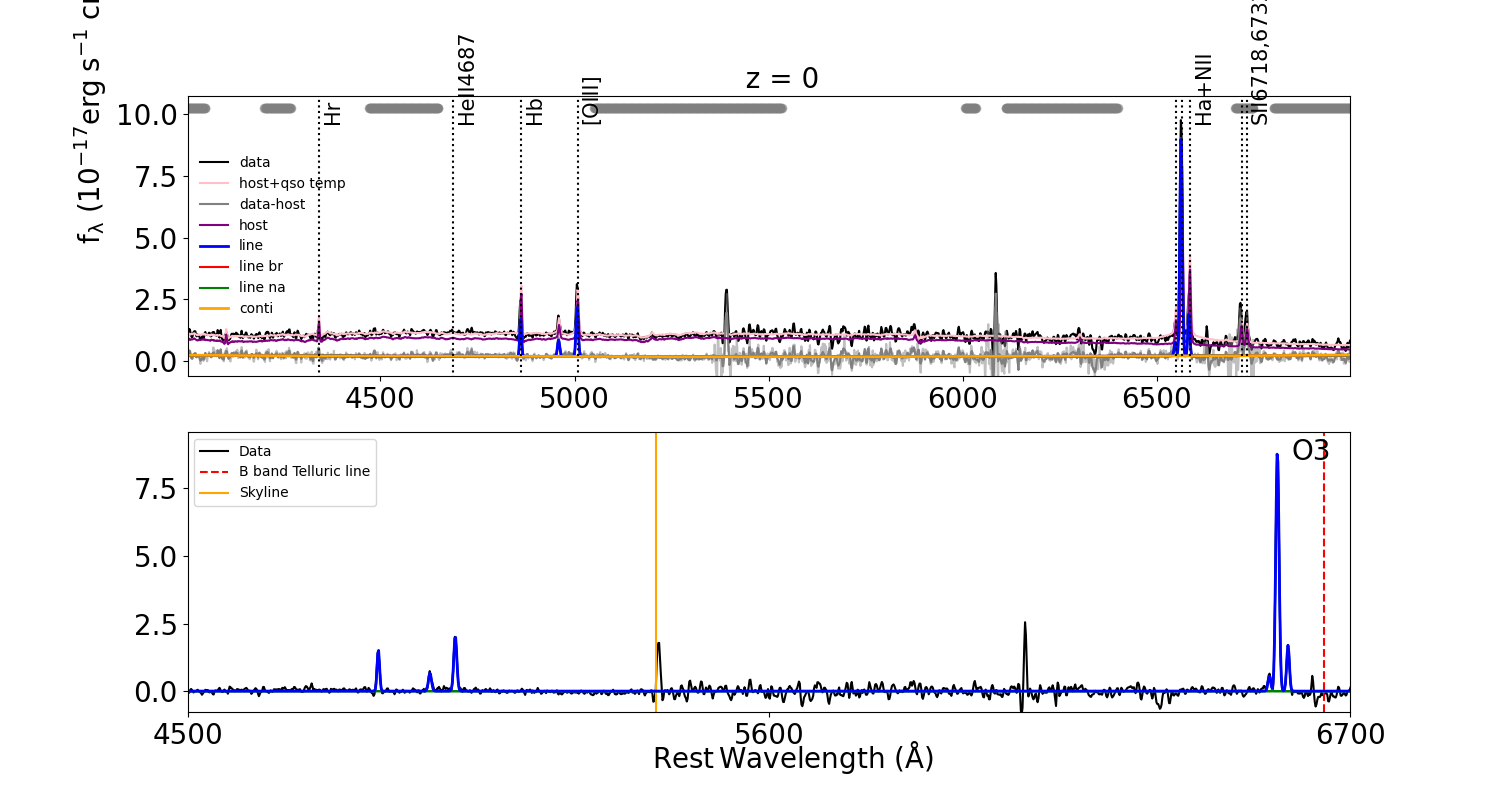 z = 0
f_λ (10⁻¹⁷erg s⁻¹
Hr
HeII4687
Hb
[OIII]
Ha+NII
SII6718,673
10.0
7.5
5.0
2.5
0.0
data
host+qso temp
data-host
host
line
line br
line na
conti
4500
5000
5500
6000
6500
Data
B band Telluric line
Skyline
O3
7.5
5.0
2.5
0.0
4500
5600
6700
Rest Wavelength (Å)